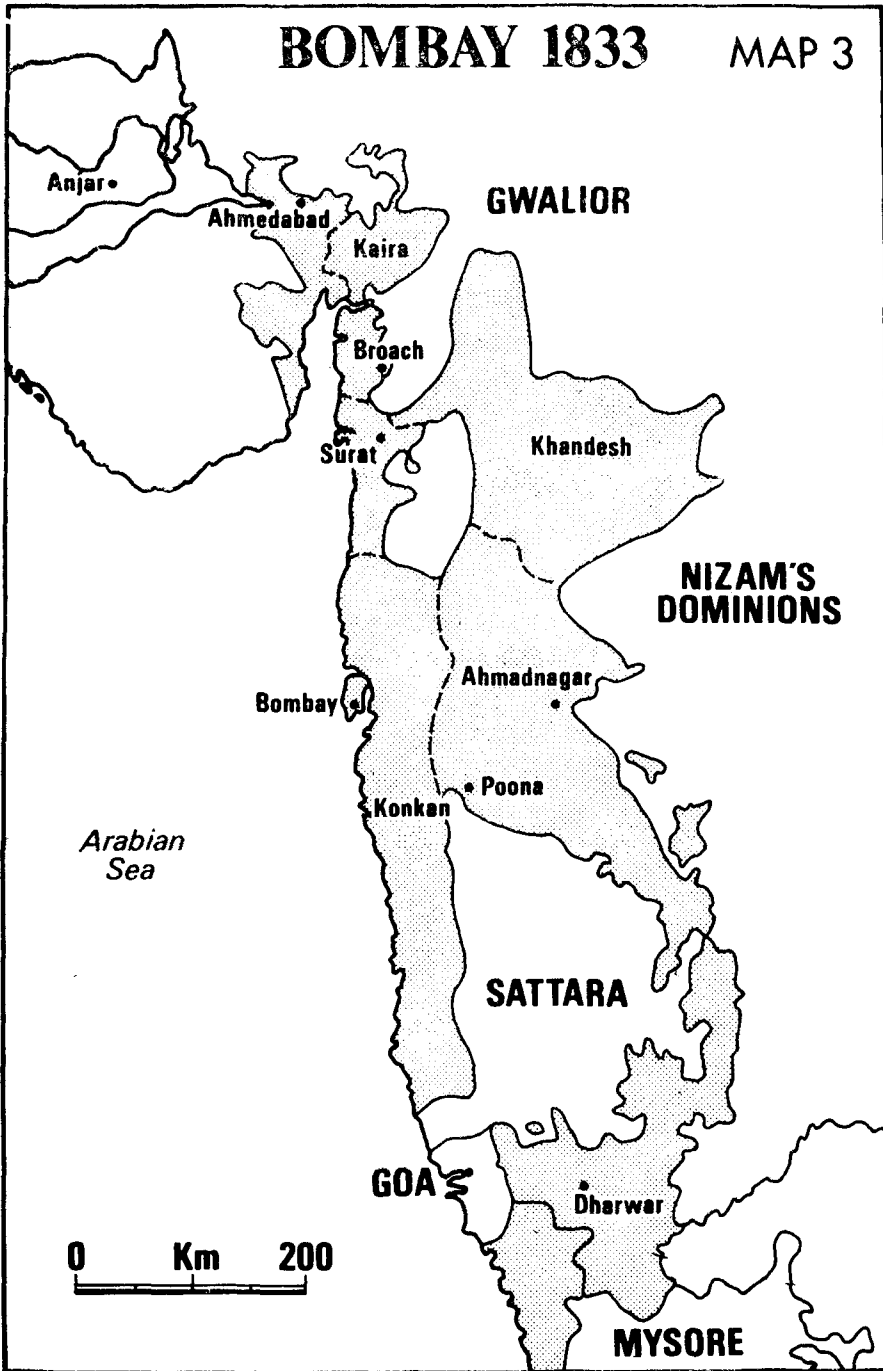 BOMBAY 1833
MAP 3
Anjar
Ahmedabad
GWALIOR
Kaira
Broach
Surat
Khandesh
NIZAM'S
DOMINIONS
Ahmadnagar
Bombay
Poona
Konkan
Arabian
Sea
SATTARA
GOA
Dharwar
0 Km 200
MYSORE